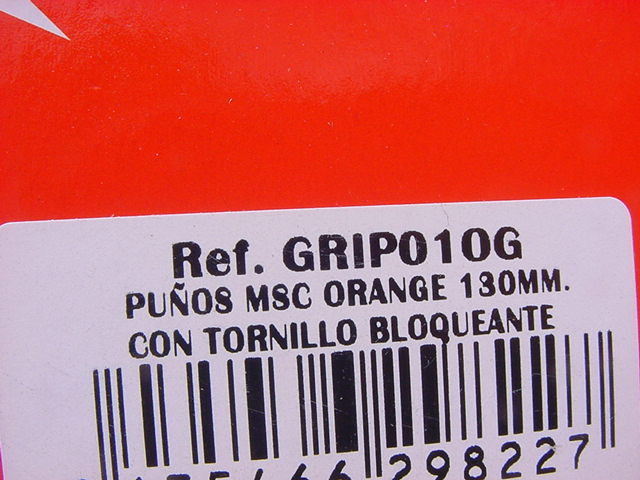 Ref. GRIP010G
PUÑOS MSC ORANGE 130MM.
CON TORNILLO BLOQUEANTE
298227